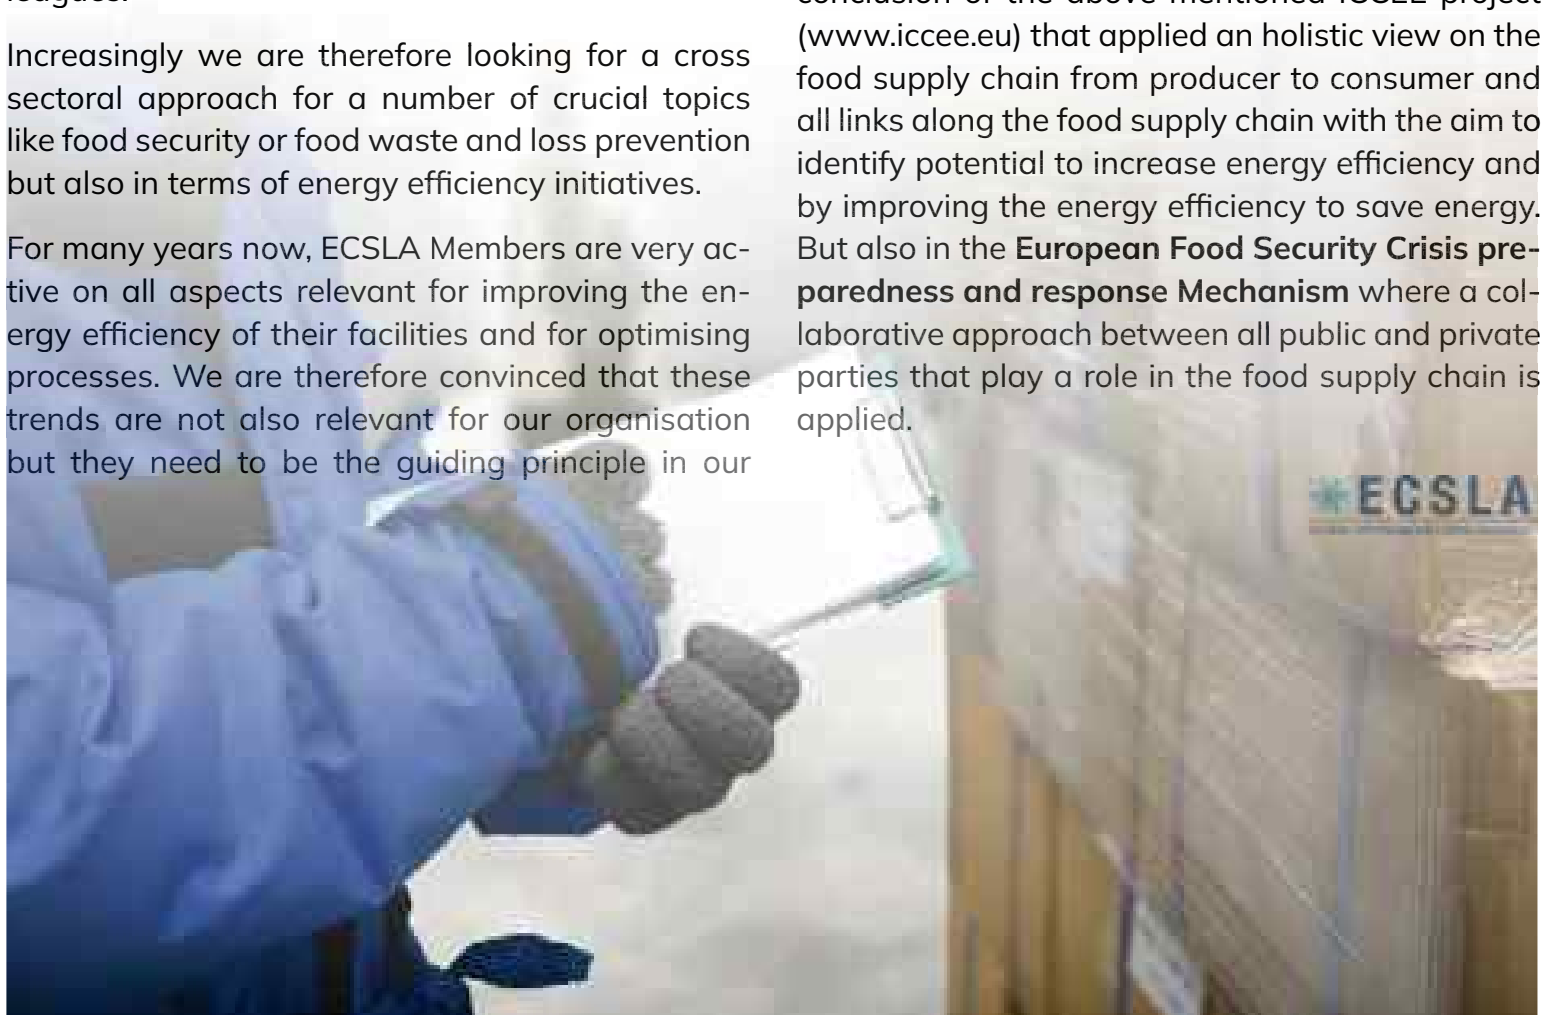 Increasingly we are therefore looking for a cross
sectoral approach for a number of crucial topics
like food security or food waste and loss prevention
but also in terms of energy efficiency initiatives.
For many years now, ECSLA Members are very ac-
tive on all aspects relevant for improving the en-
ergy efficiency of their facilities and for optimising
processes. We are therefore convinced that these
trends are not also relevant for our organisation
but they need to be the guiding principle in our
conclusion of the above mentioned ICCEE project
(www.iccee.eu) that applied an holistic view on the
food supply chain from producer to consumer and
all links along the food supply chain with the aim to
identify potential to increase energy efficiency and
by improving the energy efficiency to save energy.
But also in the European Food Security Crisis pre-
paredness and response Mechanism where a col-
laborative approach between all public and private
parties that play a role in the food supply chain is
applied.
ECSLA